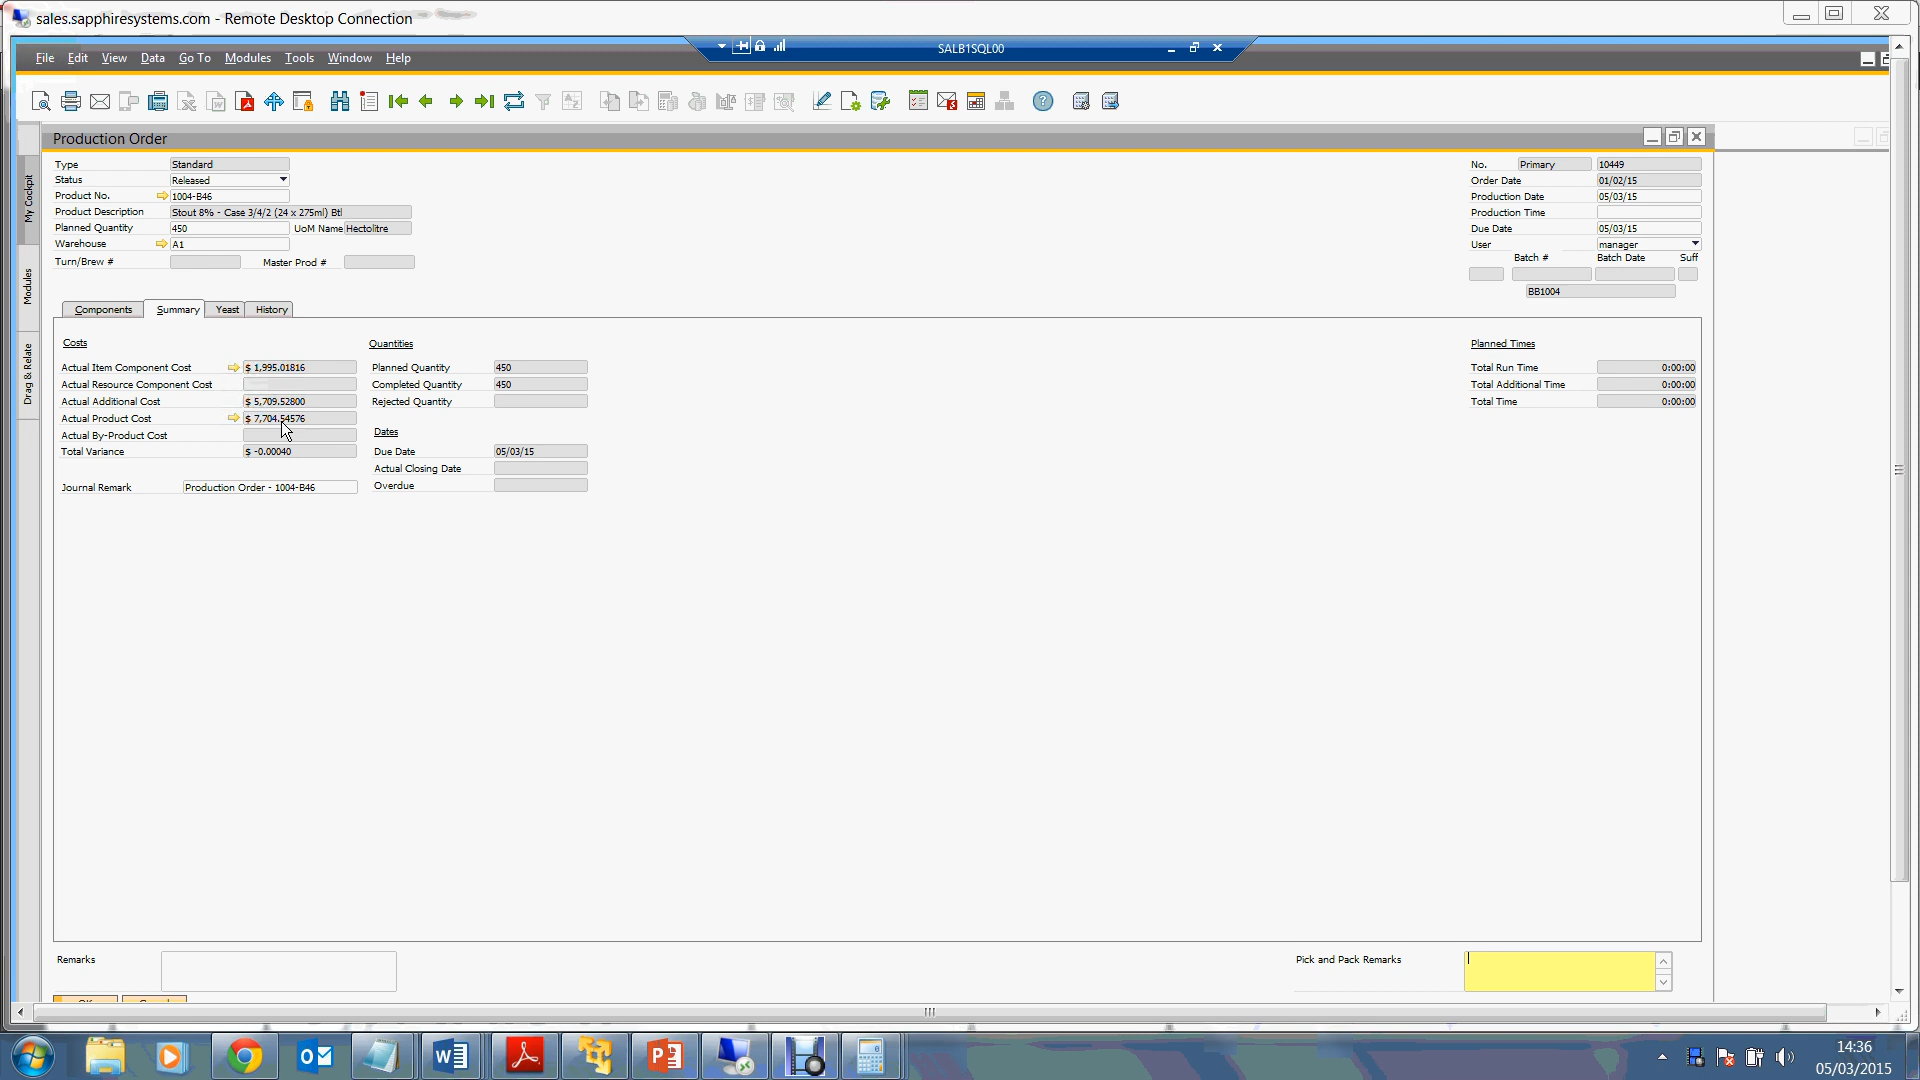 sales.sapphiresystems.com - Remote Desktop Connection
SALB1SQL00
File Edit View Data Go To Modules Tools Window Help
Production Order
My Cockpit
Modules
Drag & Relate
Type Standard
Status Released
Product No. 1004-B46
Product Description Stout 8% - Case 3/4/2 (24 x 275ml) Btl
Planned Quantity 450 UoM Name Hectolitre
Warehouse A1
Turn/Brew # Master Prod #
No. Primary 10449
Order Date 01/02/15
Production Date 05/03/15
Production Time
Due Date 05/03/15
User manager
Batch # Batch Date Suff
BB1004
Components Summary Yeast History
Costs
Actual Item Component Cost $ 1,995.01816
Actual Resource Component Cost
Actual Additional Cost $ 5,709.52800
Actual Product Cost $ 7,704.54576
Actual By-Product Cost
Total Variance $ -0.00040
Journal Remark Production Order - 1004-B46
Quantities
Planned Quantity 450
Completed Quantity 450
Rejected Quantity
Dates
Due Date 05/03/15
Actual Closing Date
Overdue
Planned Times
Total Run Time 0:00:00
Total Additional Time 0:00:00
Total Time 0:00:00
Remarks
Pick and Pack Remarks
14:36
05/03/2015